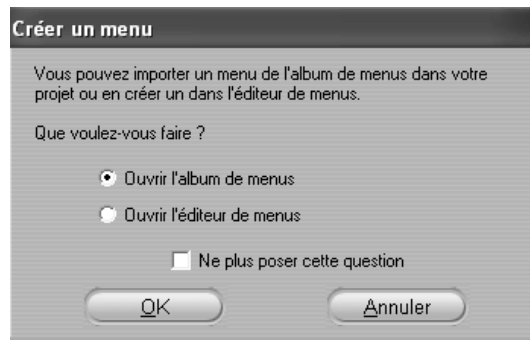 Créer un menu
Vous pouvez importer un menu de l'album de menus dans votre
projet ou en créer un dans l'éditeur de menus.
Que voulez-vous faire ?
Ouvrir l'album de menus
Ouvrir l'éditeur de menus
Ne plus poser cette question
OK Annuler